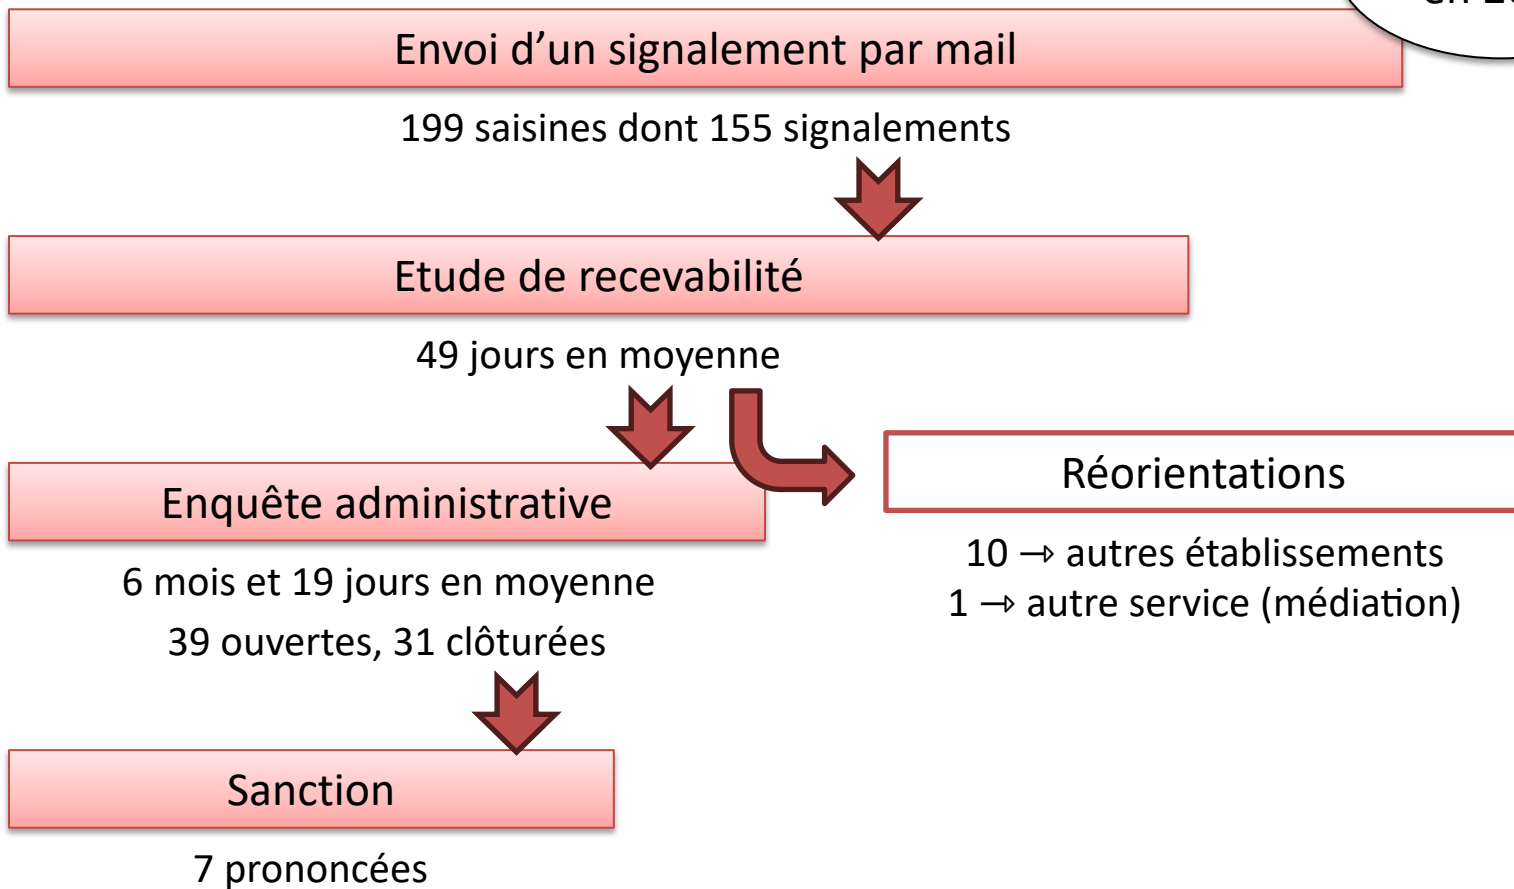 Envoi d’un signalement par mail
199 saisines dont 155 signalements
Etude de recevabilité
49 jours en moyenne
Enquête administrative
Réorientations
6 mois et 19 jours en moyenne
39 ouvertes, 31 clôturées
10 → autres établissements
1 → autre service (médiation)
Sanction
7 prononcées